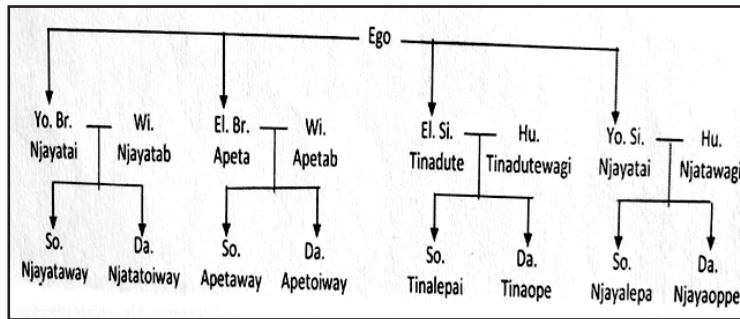 Ego
Yo. Br. Wi. El. Br. Wi. El. Si. Hu. Yo. Si. Hu.
Njayatai Njayatab Apeta Apetab Tinadute Tinadutewagi Njayatai Njatawagi
So. Da. So. Da. So. Da. So. Da.
Njayataway Njatatoiway Apetaway Apetoiway Tinalepai Tinaope Njayalepa Njayaoppe